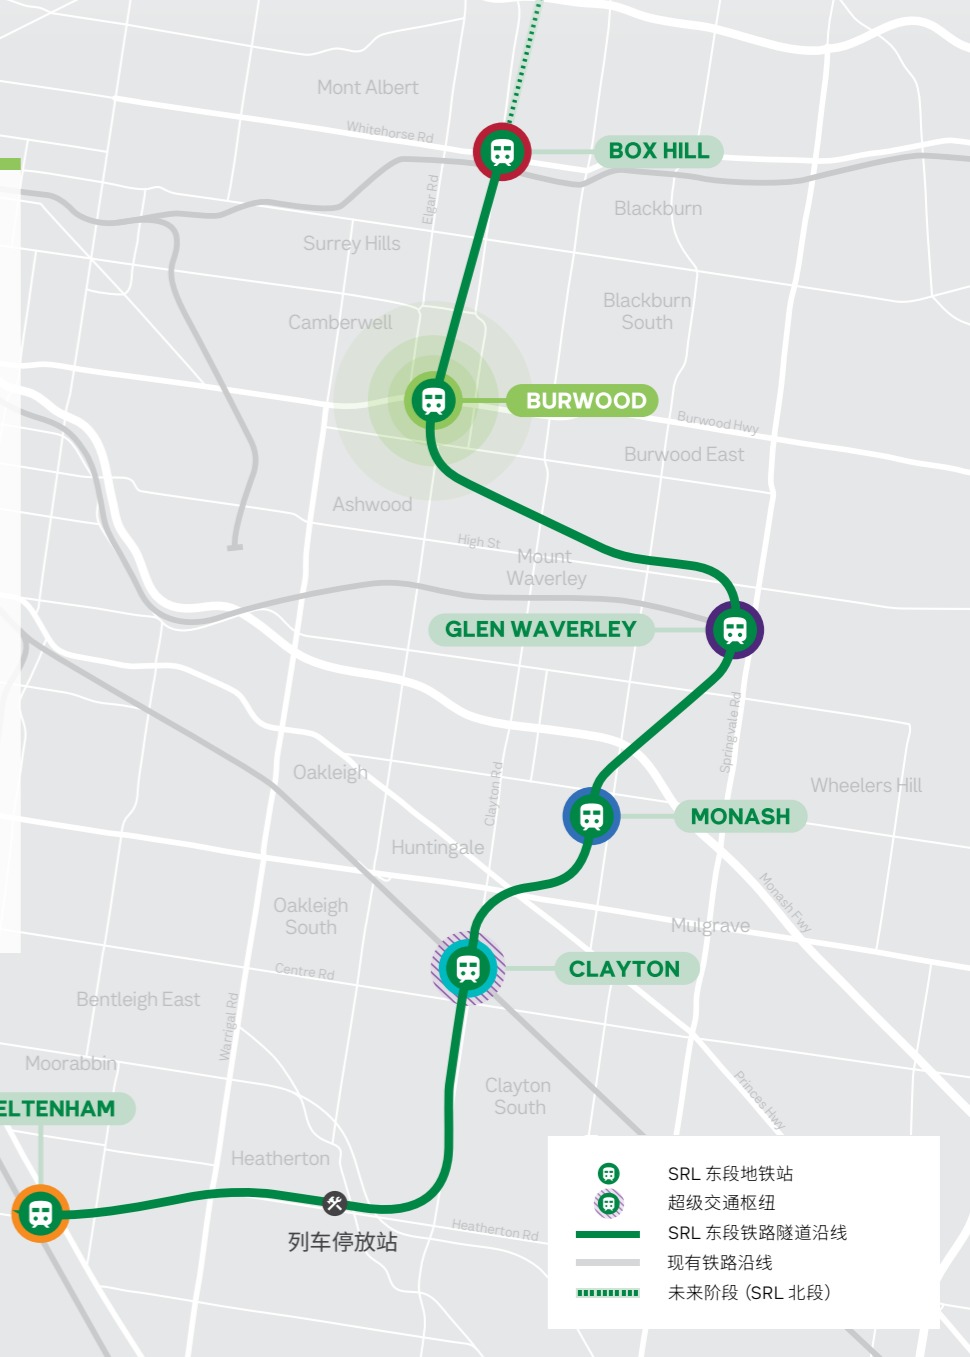 Mont Albert
Whitehorse Rd
BOX HILL
Elgar Rd
Blackburn
Surrey Hills
Blackburn
South
Camberwell
BURWOOD
Burwood Hwy
Burwood East
Ashwood
High St
Mount
Waverley
GLEN WAVERLEY
Springvale Rd
Oakleigh
Clayton Rd
Wheelers Hill
MONASH
Huntingale
Monash Fwy
Oakleigh
South
Mulgrave
Centre Rd
CLAYTON
Bentleigh East
Warrigal Rd
Moorabbin
Clayton
South
Princes Hwy
ELTENHAM
Heatherton
列车停放站
Heatherton Rd
SRL 东段地铁站
超级交通枢纽
SRL 东段铁路隧道沿线
现有铁路沿线
未来阶段（SRL 北段）